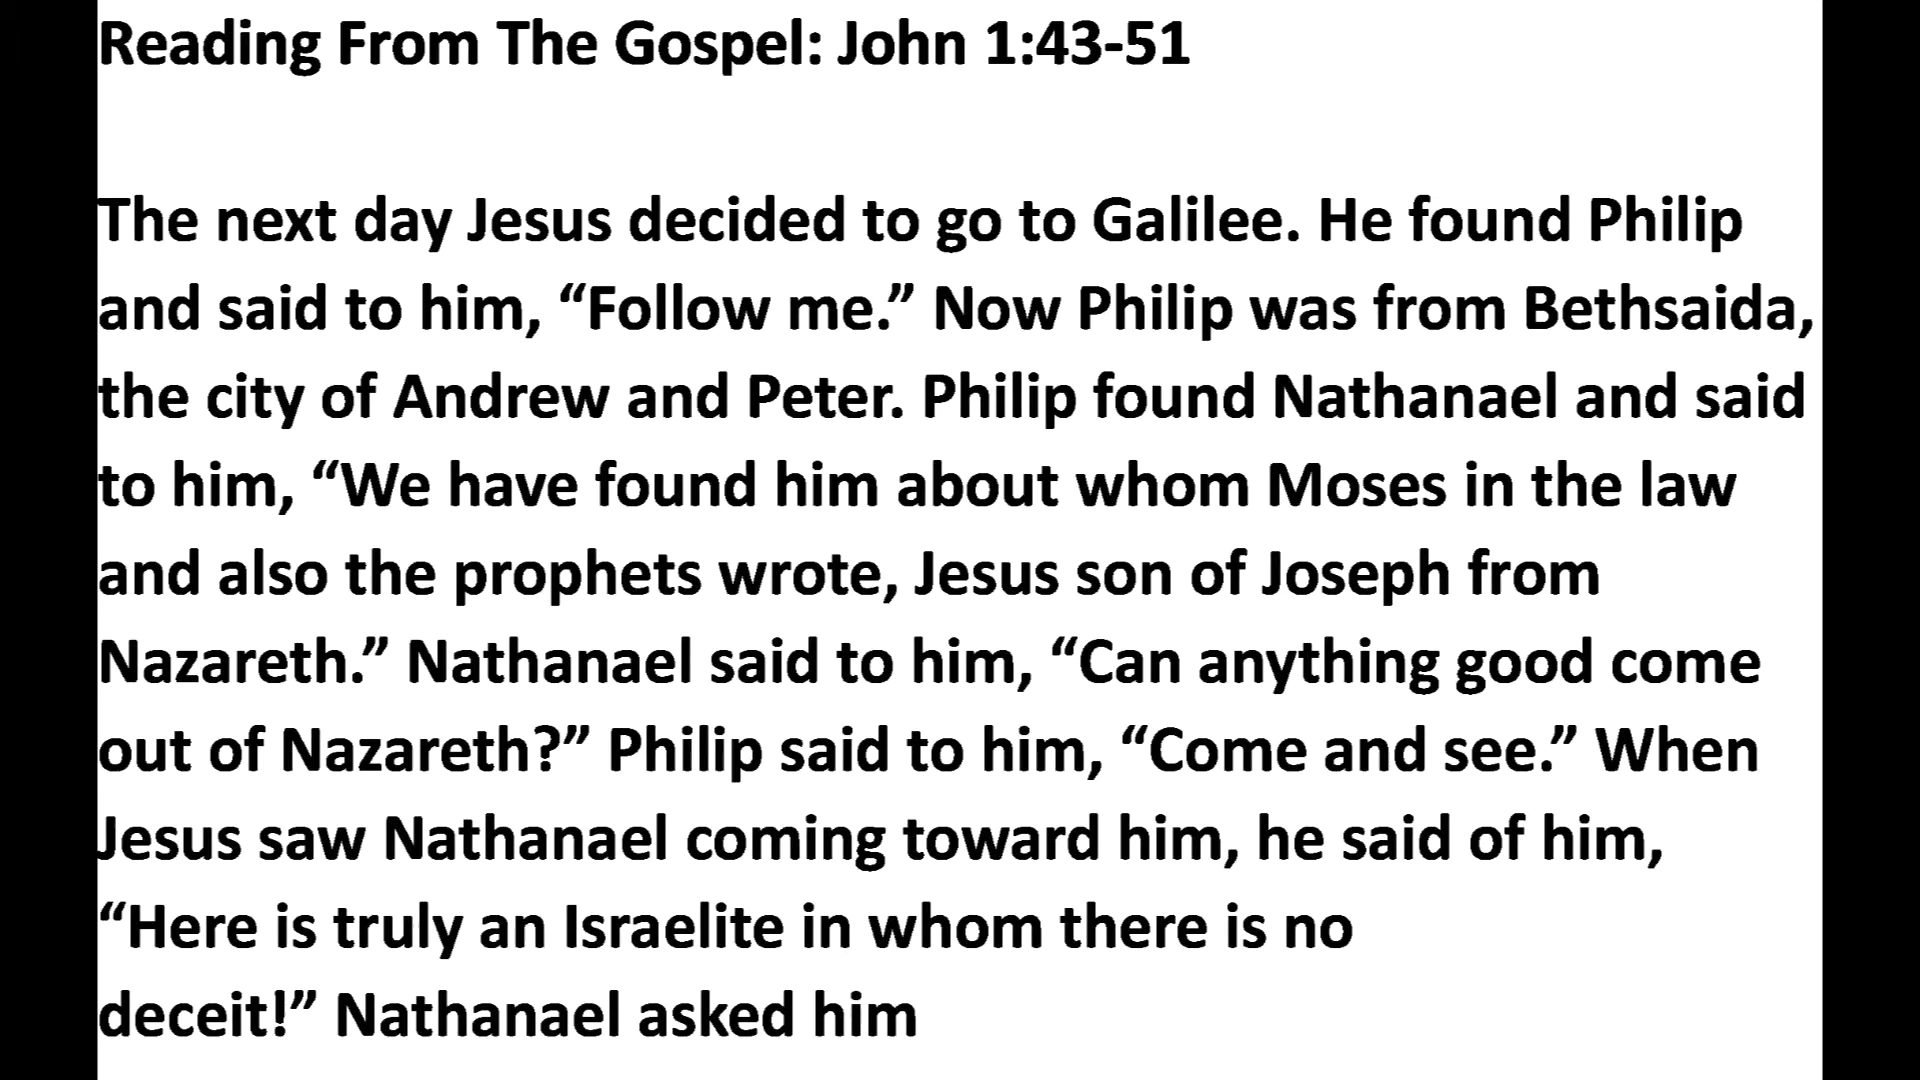 Reading From The Gospel: John 1:43-51
The next day Jesus decided to go to Galilee. He found Philip
and said to him, “Follow me.” Now Philip was from Bethsaida,
the city of Andrew and Peter. Philip found Nathanael and said
to him, “We have found him about whom Moses in the law
and also the prophets wrote, Jesus son of Joseph from
Nazareth.” Nathanael said to him, “Can anything good come
out of Nazareth?” Philip said to him, “Come and see.” When
Jesus saw Nathanael coming toward him, he said of him,
“Here is truly an Israelite in whom there is no
deceit!” Nathanael asked him